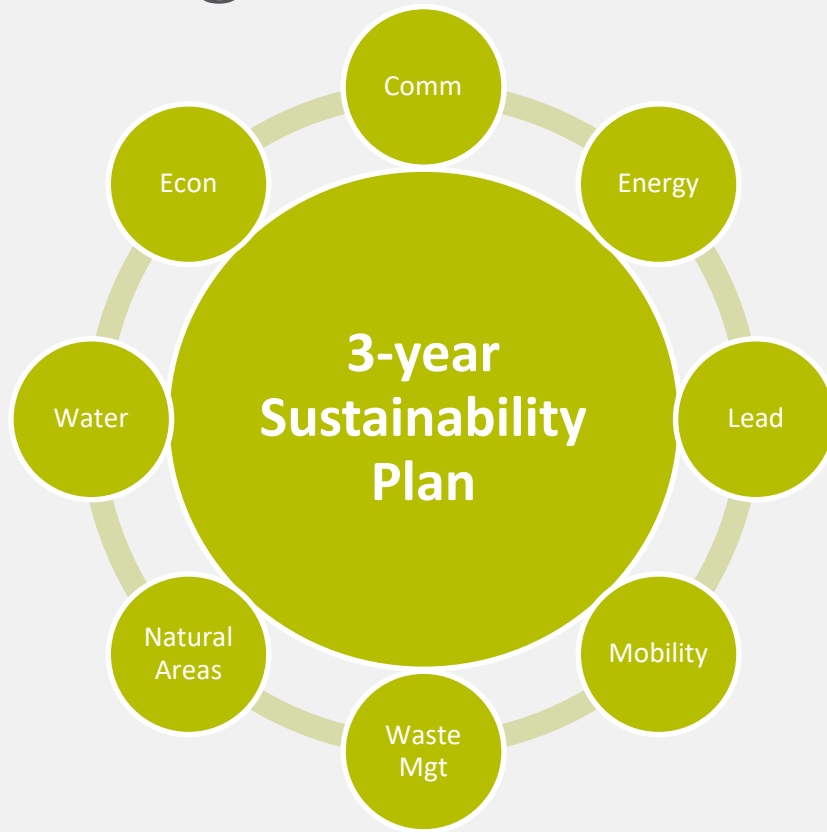 Comm
Econ
Energy
3-year
Sustainability
Plan
Water
Lead
Natural
Areas
Mobility
Waste
Mgt